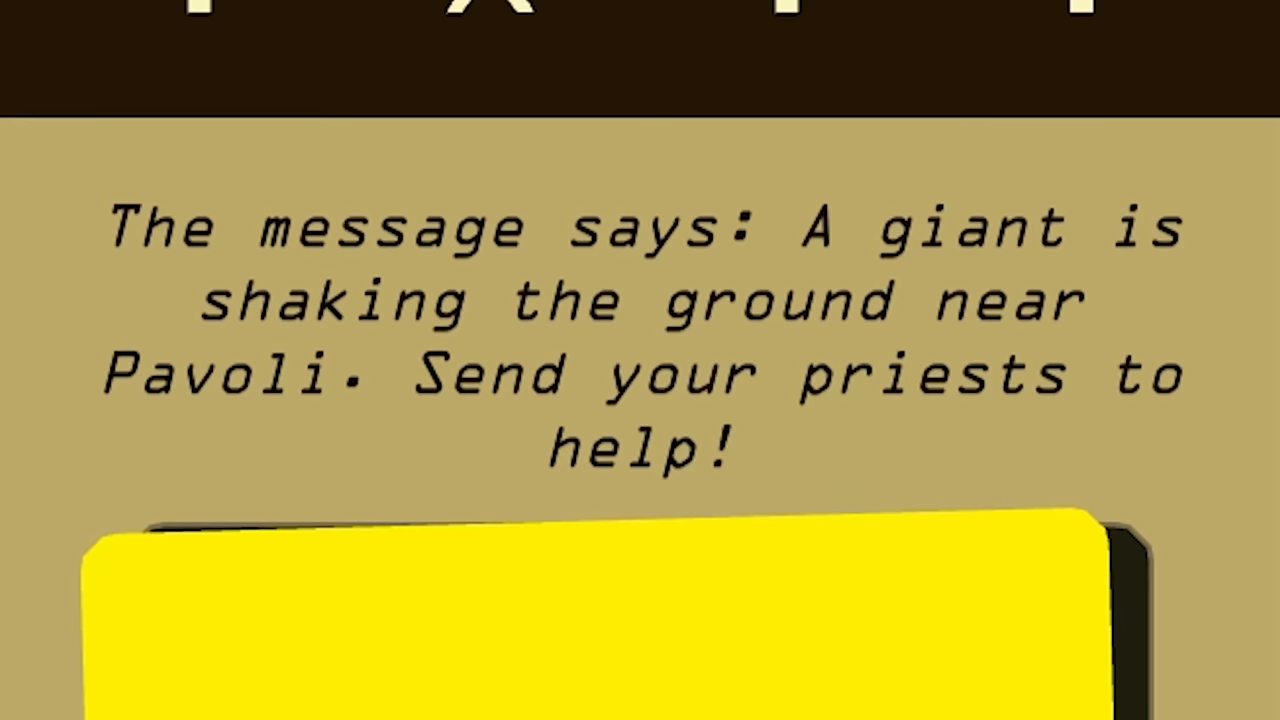 The message says: A giant is
shaking the ground near
Pavoli. Send your priests to
help!